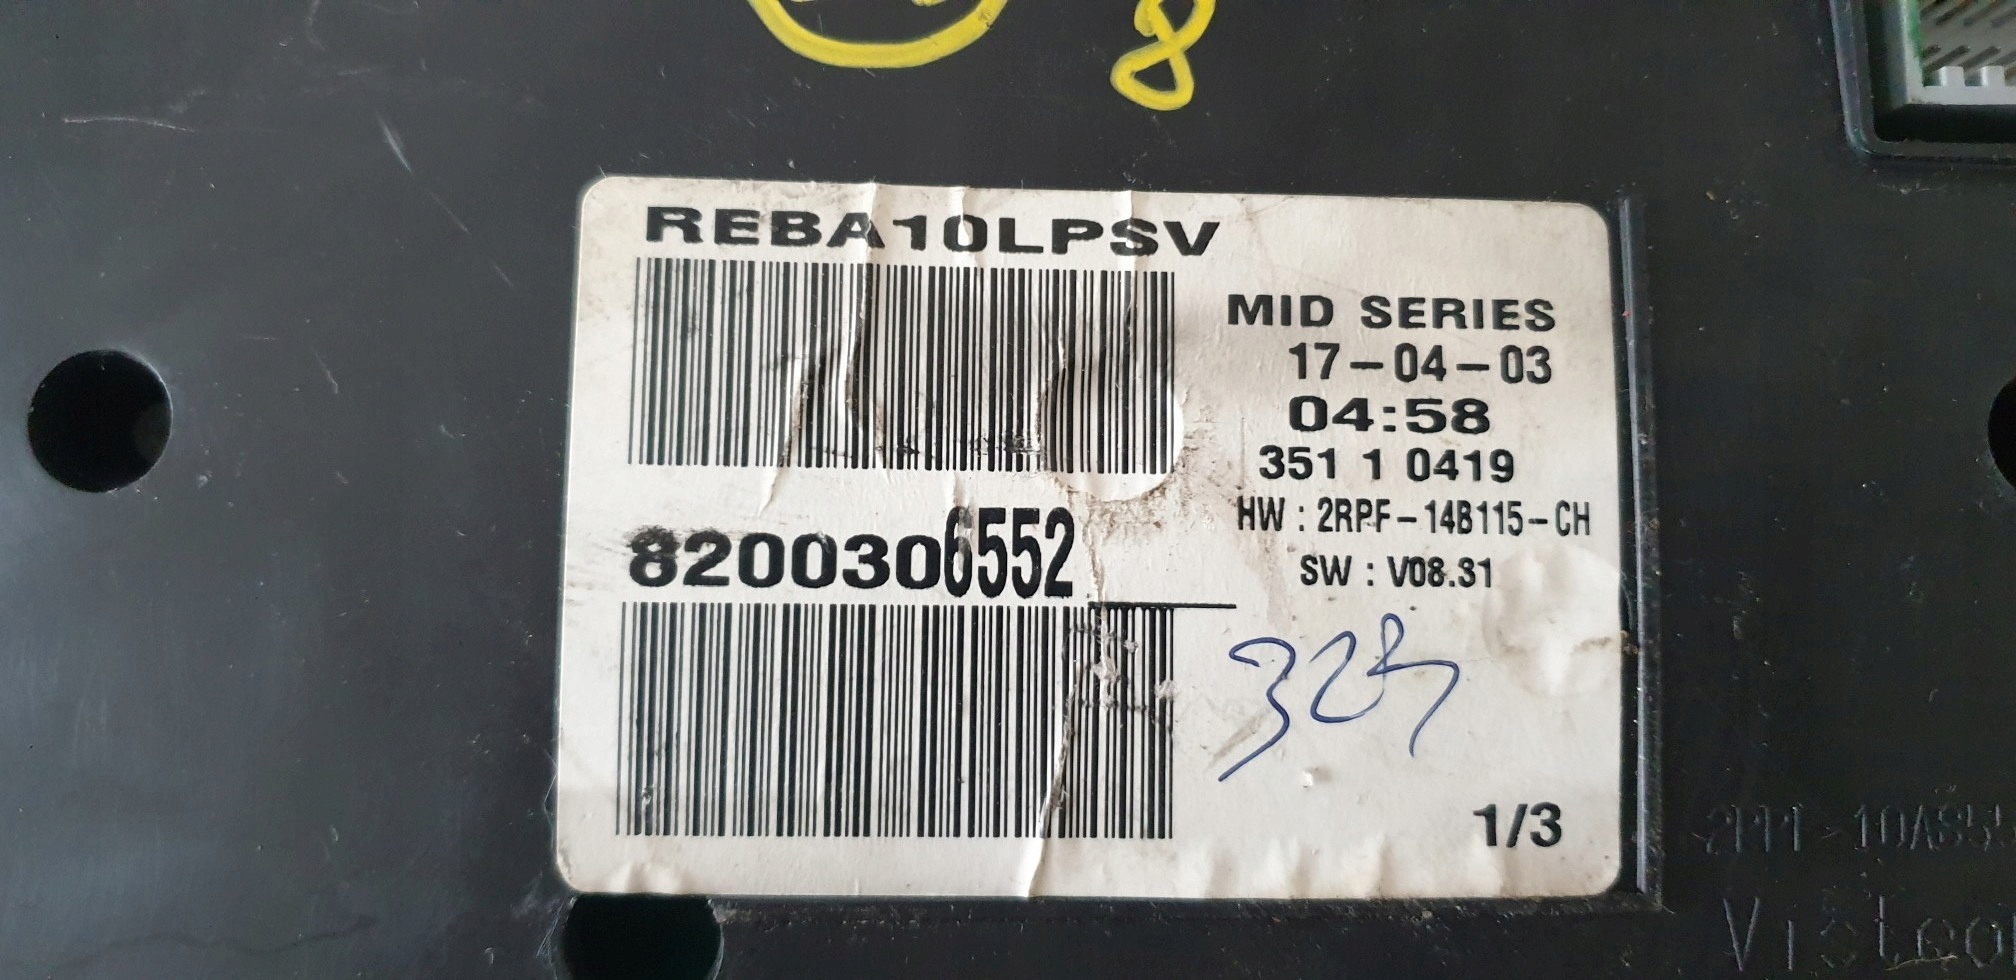 8
REBA10LPSV
MID SERIES
17-04-03
04:58
351 1 0419
HW : 2RPF-14B115-CH
8200306552
SW : V08.31
1/3